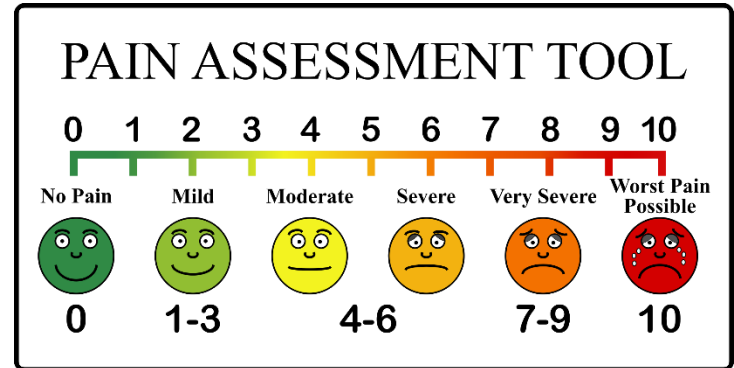 PAIN ASSESSMENT TOOL
0 1 2 3 4 5 6 7 8 9 10
No Pain Mild Moderate Severe Very Severe Worst Pain
Possible
0 1-3 4-6 7-9 10